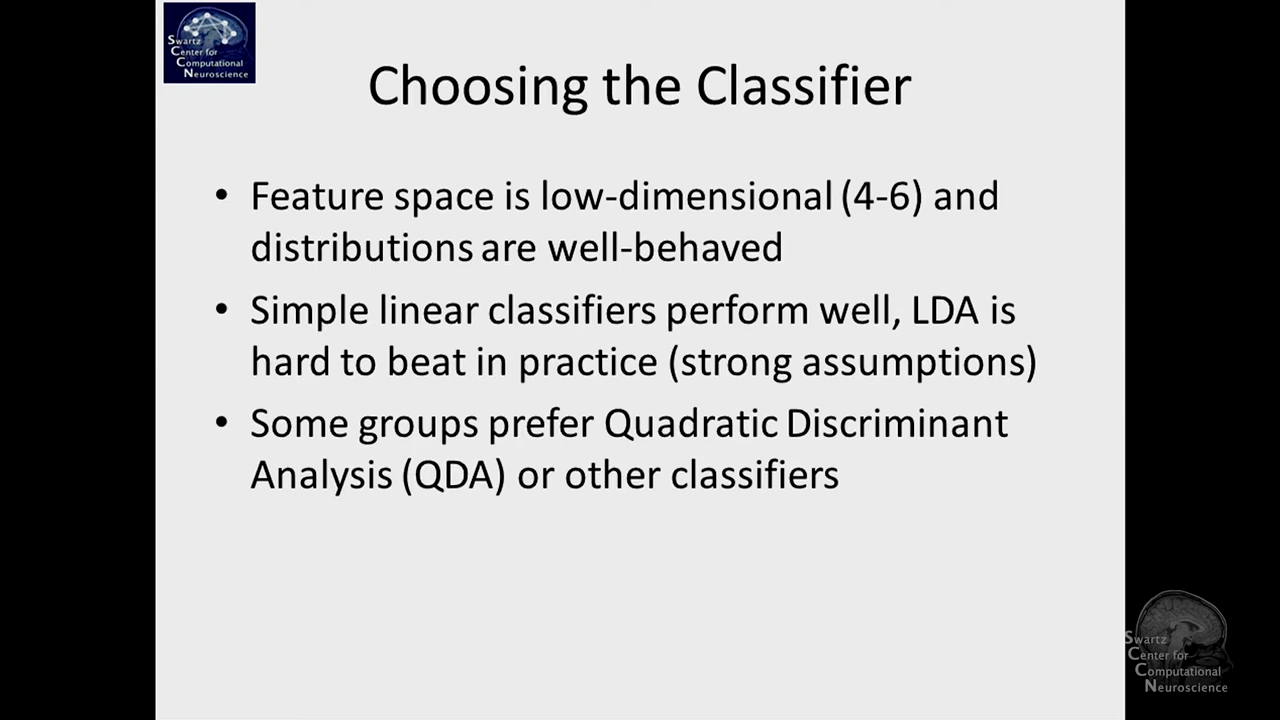 Swartz
Center for
Computational
Neuroscience
Choosing the Classifier
• Feature space is low-dimensional (4-6) and
distributions are well-behaved
• Simple linear classifiers perform well, LDA is
hard to beat in practice (strong assumptions)
• Some groups prefer Quadratic Discriminant
Analysis (QDA) or other classifiers
Swartz
Center for
Computational
Neuroscience